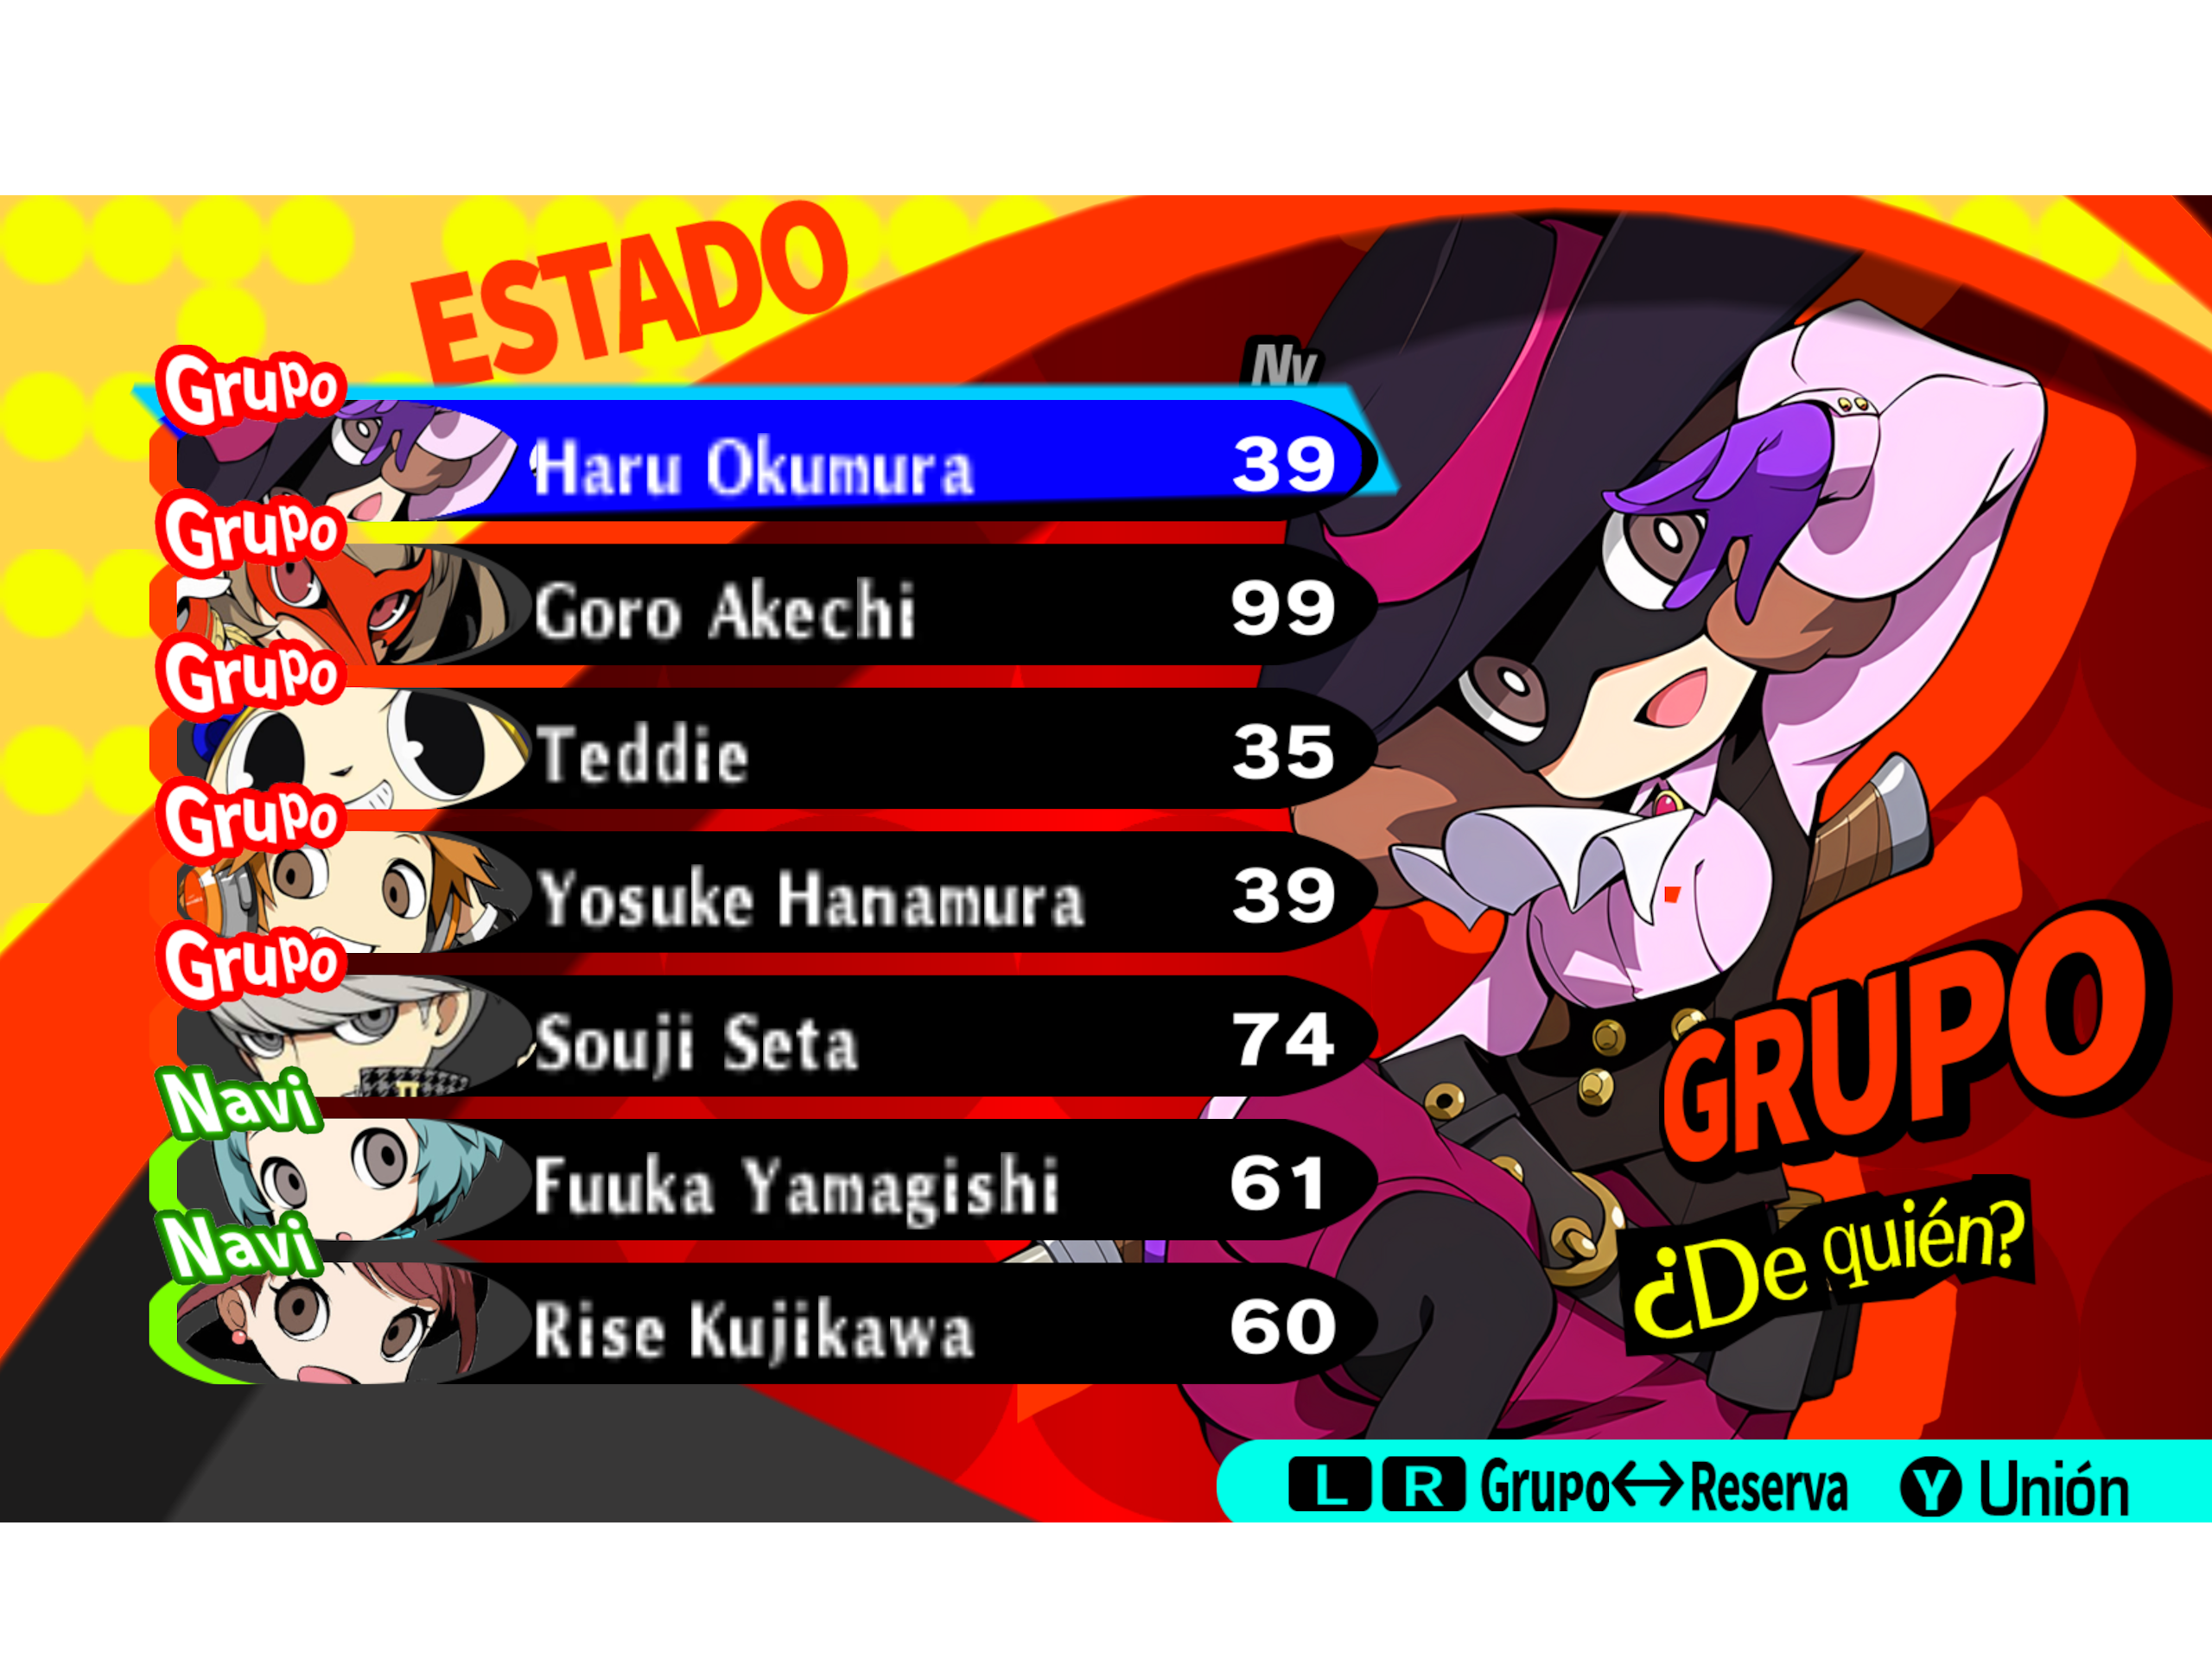 ESTADO
Nv
Grupo
Haru Okumura 39
Grupo
Goro Akechi 99
Grupo
Teddie 35
Grupo
Yosuke Hanamura 39
Grupo
Souji Seta 74
Navi
Fuuka Yamagishi 61
Navi
Rise Kujikawa 60
GRUPO
¿De quién?
L R Grupo↔Reserva Y Unión